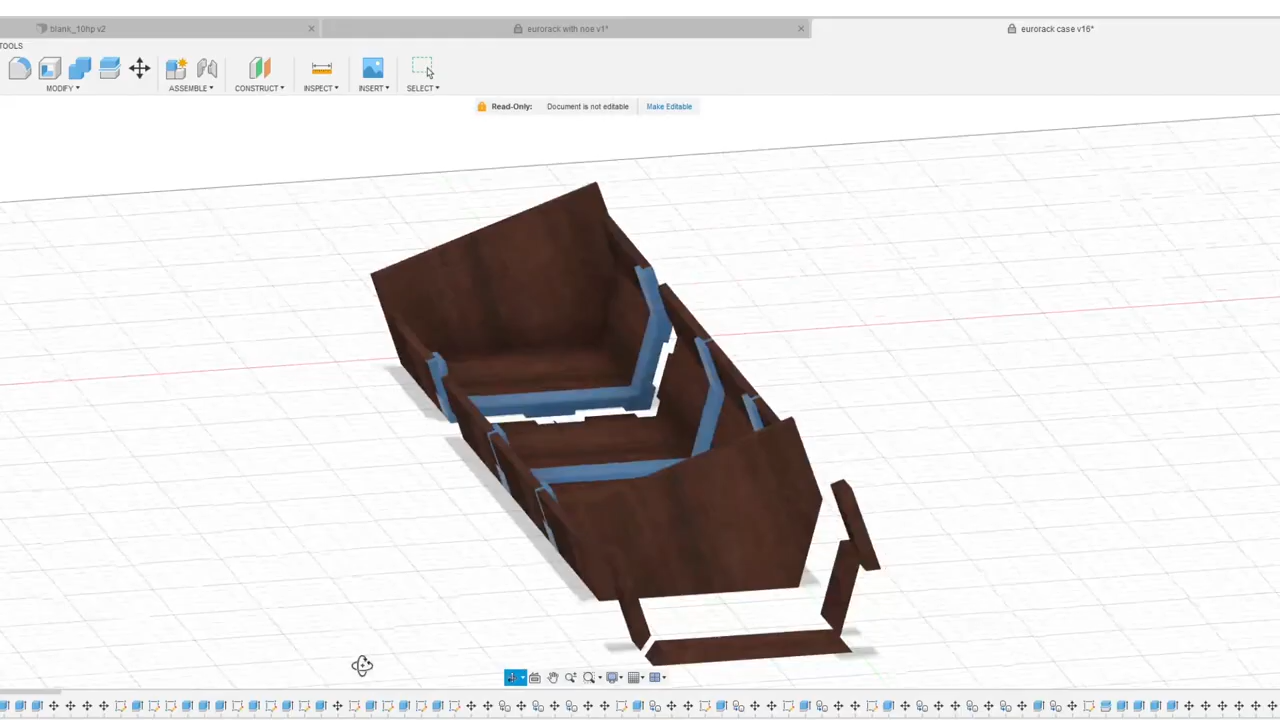 blank_10hp v2
eurorack with noe v1*
eurorack case v16*
TOOLS
MODIFY
ASSEMBLE
CONSTRUCT
INSPECT
INSERT
SELECT
Read-Only: Document is not editable Make Editable